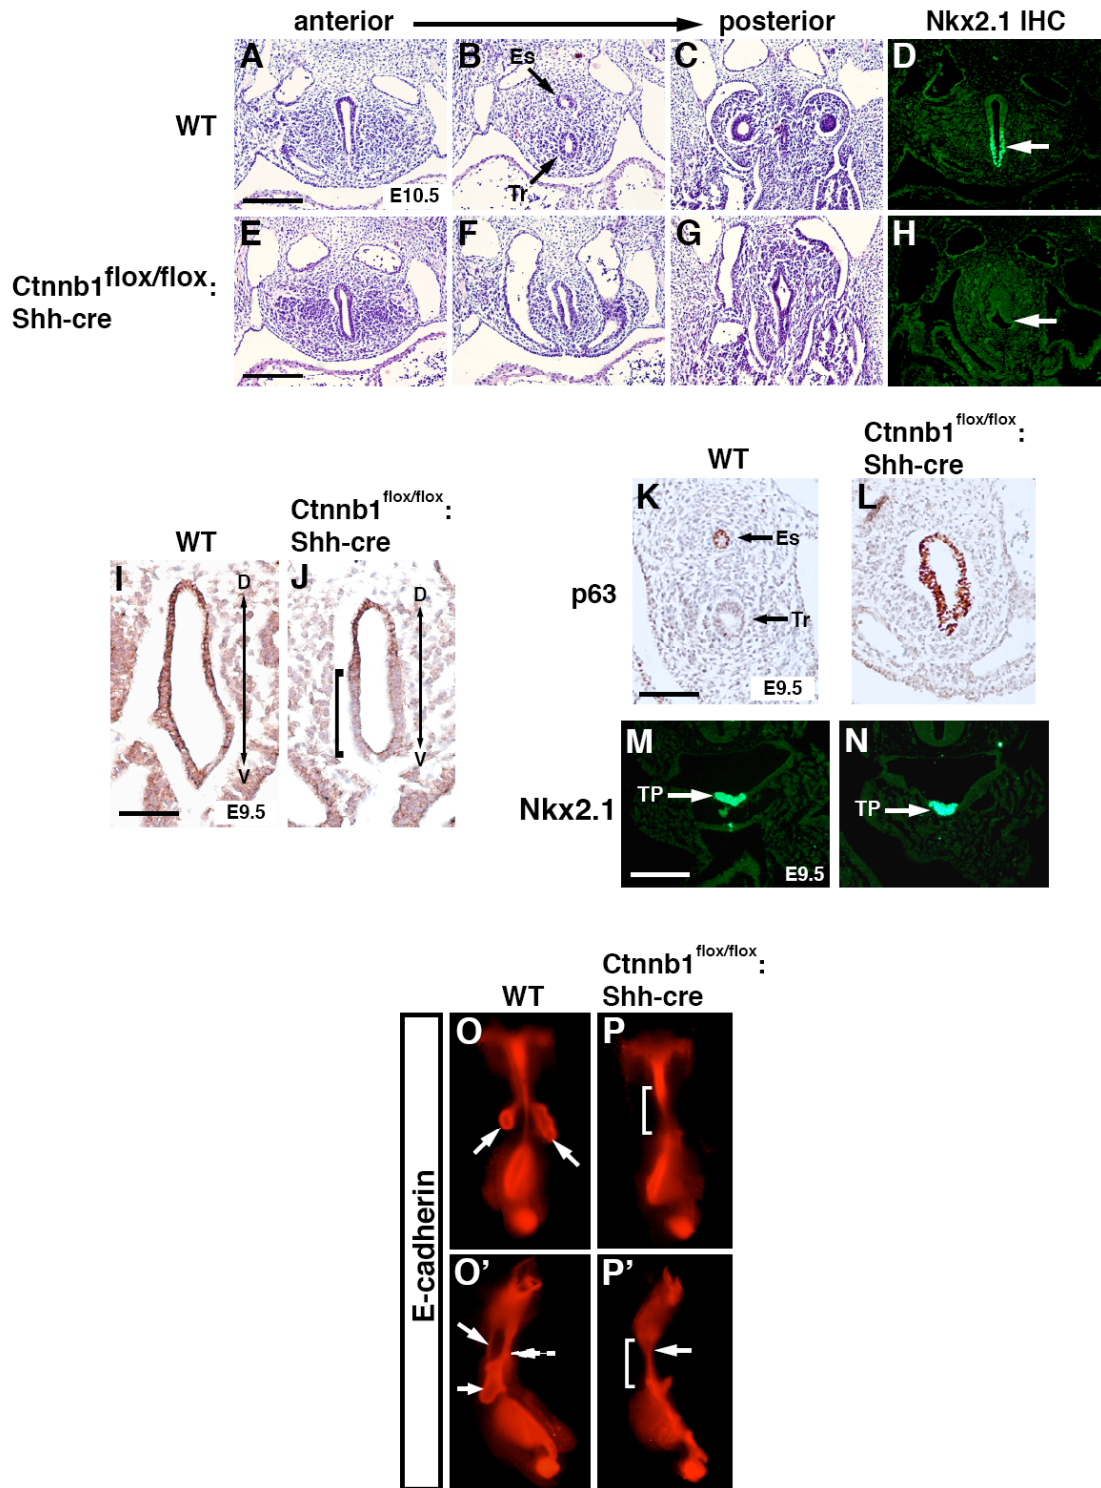 anterior posterior Nkx2.1 IHC
WT
A B C D
Es
Tr
E10.5
Ctnnb1flox/flox:
Shh-cre
E F G H
WT
Ctnnb1flox/flox:
Shh-cre
I J
D
V
D
V
E9.5
WT
Ctnnb1flox/flox:
Shh-cre
p63
K L
Es
Tr
E9.5
Nkx2.1
M N
TP
TP
E9.5
WT
Ctnnb1flox/flox:
Shh-cre
E-cadherin
O P
O' P'